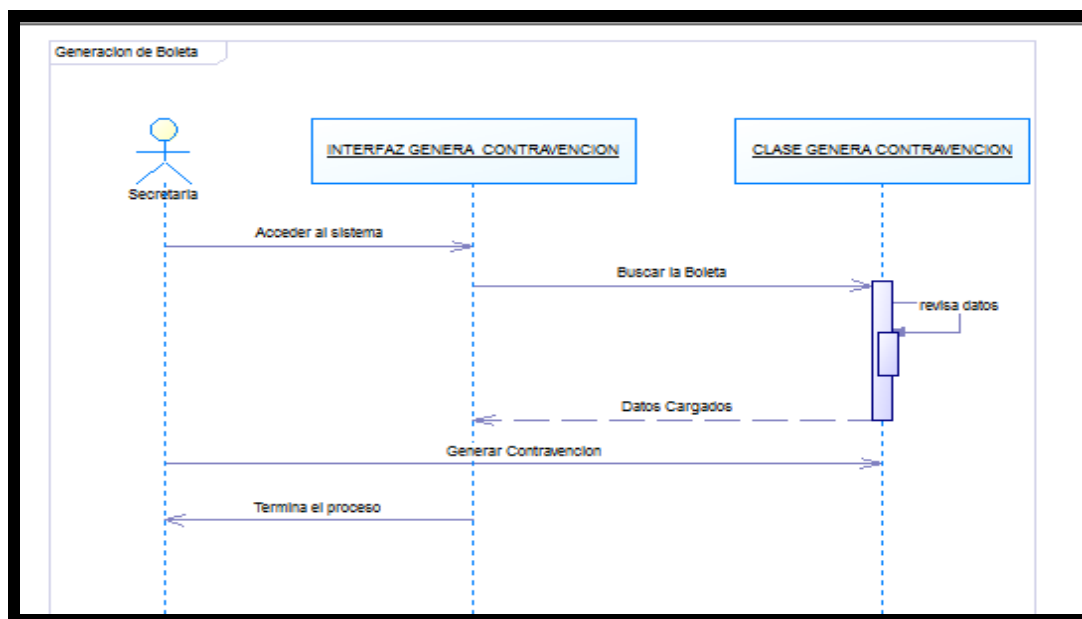 Generacion de Boleta
INTERFAZ GENERA CONTRAVENCION
CLASE GENERA CONTRAVENCION
Secretaria
Acceder al sistema
Buscar la Boleta
revisa datos
Datos Cargados
Generar Contravencion
Termina el proceso